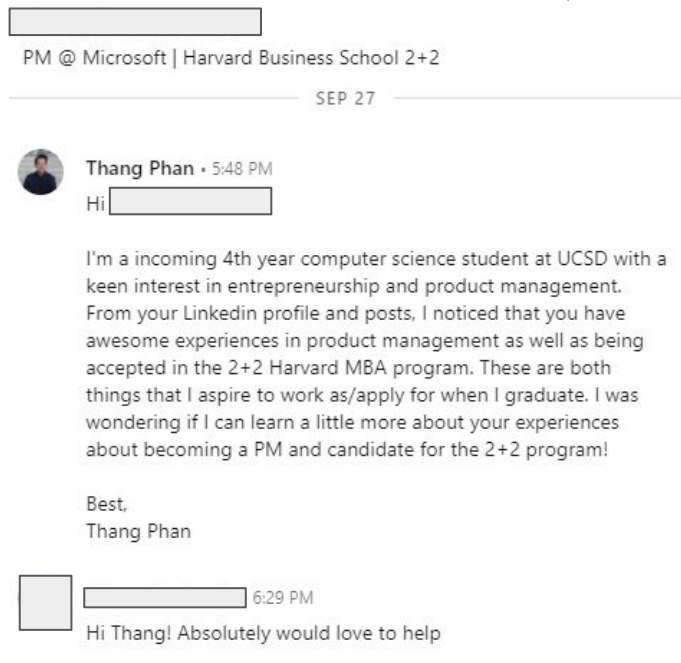 PM @ Microsoft | Harvard Business School 2+2
SEP 27
Thang Phan • 5:48 PM
Hi
I'm a incoming 4th year computer science student at UCSD with a
keen interest in entrepreneurship and product management.
From your Linkedin profile and posts, I noticed that you have
awesome experiences in product management as well as being
accepted in the 2+2 Harvard MBA program. These are both
things that I aspire to work as/apply for when I graduate. I was
wondering if I can learn a little more about your experiences
about becoming a PM and candidate for the 2+2 program!
Best,
Thang Phan
6:29 PM
Hi Thang! Absolutely would love to help